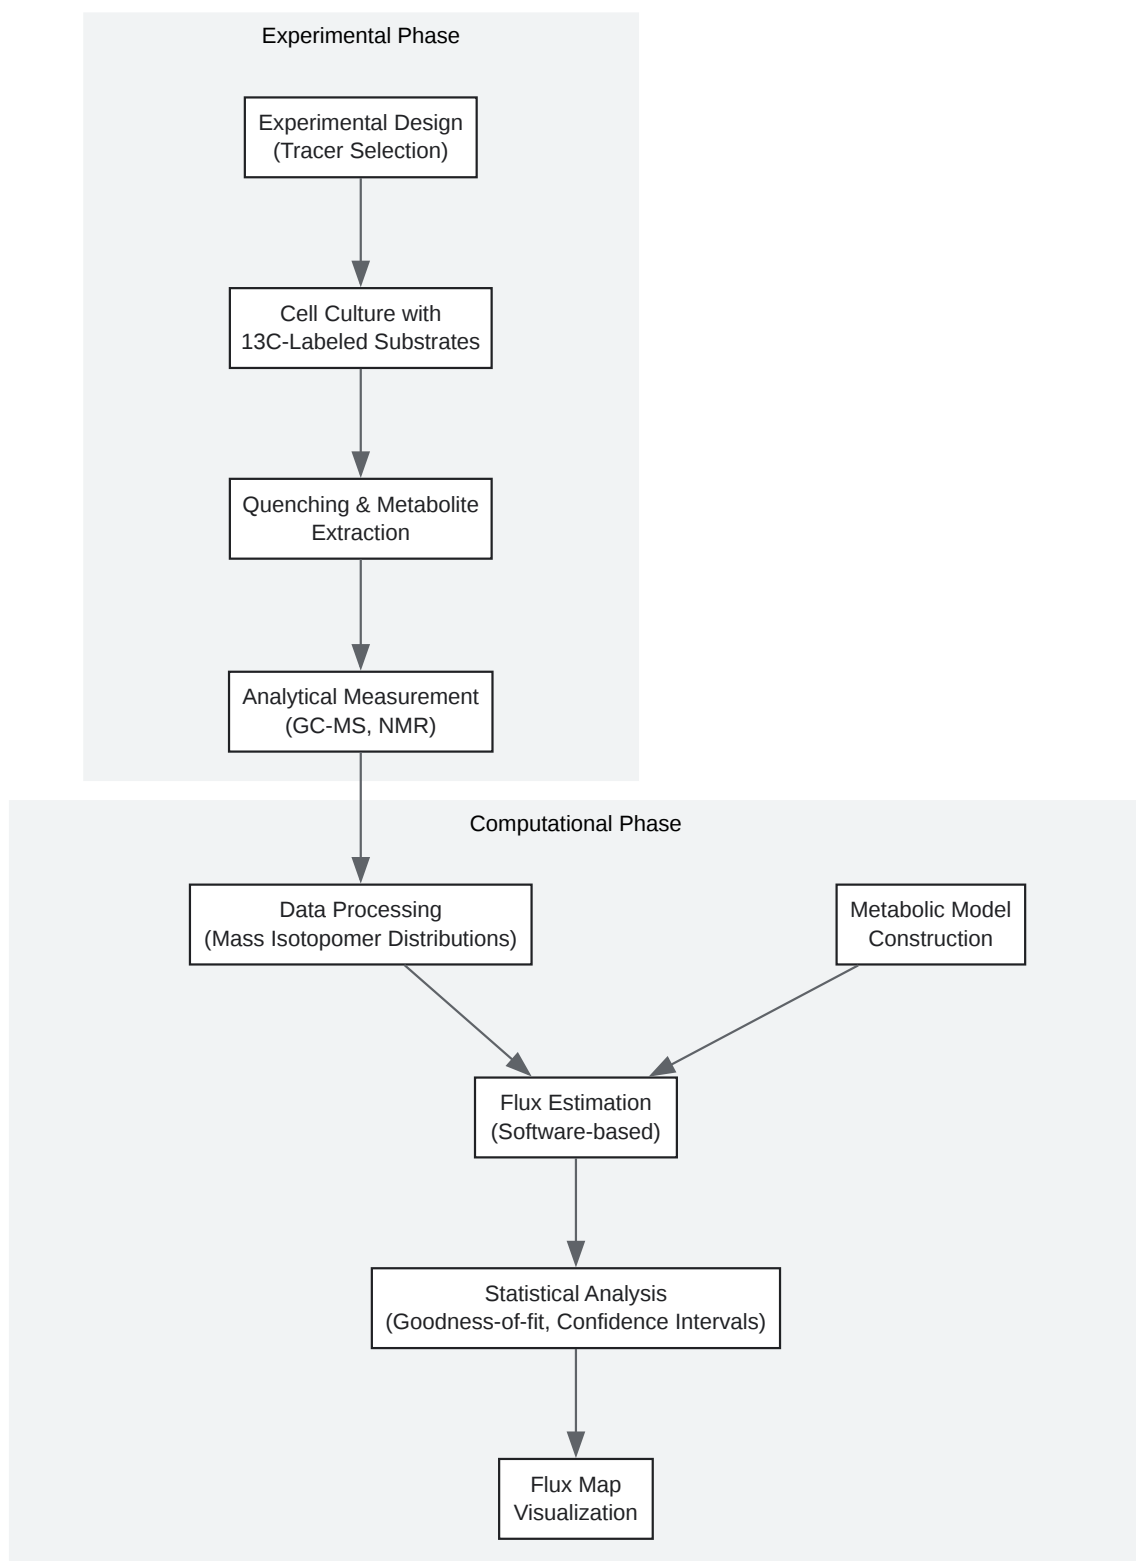 Experimental Phase
Experimental Design
(Tracer Selection)
Cell Culture with
13C-Labeled Substrates
Quenching & Metabolite
Extraction
Analytical Measurement
(GC-MS, NMR)
Computational Phase
Data Processing
(Mass Isotopomer Distributions)
Metabolic Model
Construction
Flux Estimation
(Software-based)
Statistical Analysis
(Goodness-of-fit, Confidence Intervals)
Flux Map
Visualization